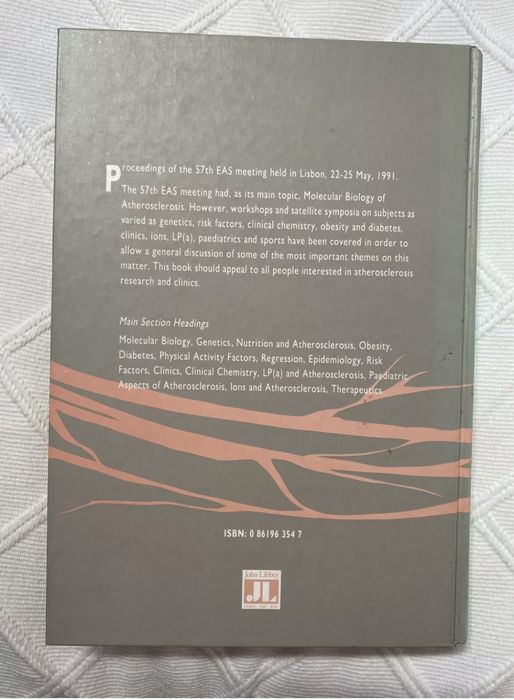 Proceedings of the 57th EAS meeting held in Lisbon, 22-25 May, 1991.
The 57th EAS meeting had, as its main topic, Molecular Biology of
Atherosclerosis. However, workshops and satellite symposia on subjects as
varied as genetics, risk factors, clinical chemistry, obesity and diabetes,
clinics, ions, LP(a), paediatrics and sports have been covered in order to
allow a general discussion of some of the most important themes on this
matter. This book should appeal to all people interested in atherosclerosis
research and clinics.
Main Section Headings
Molecular Biology, Genetics, Nutrition and Atherosclerosis, Obesity,
Diabetes, Physical Activity Factors, Regression, Epidemiology, Risk
Factors, Clinics, Clinical Chemistry, LP(a) and Atherosclerosis, Paediatric
Aspects of Atherosclerosis, Ions and Atherosclerosis, Therapeutics.
ISBN: 0 86196 354 7
John Libbey
JL